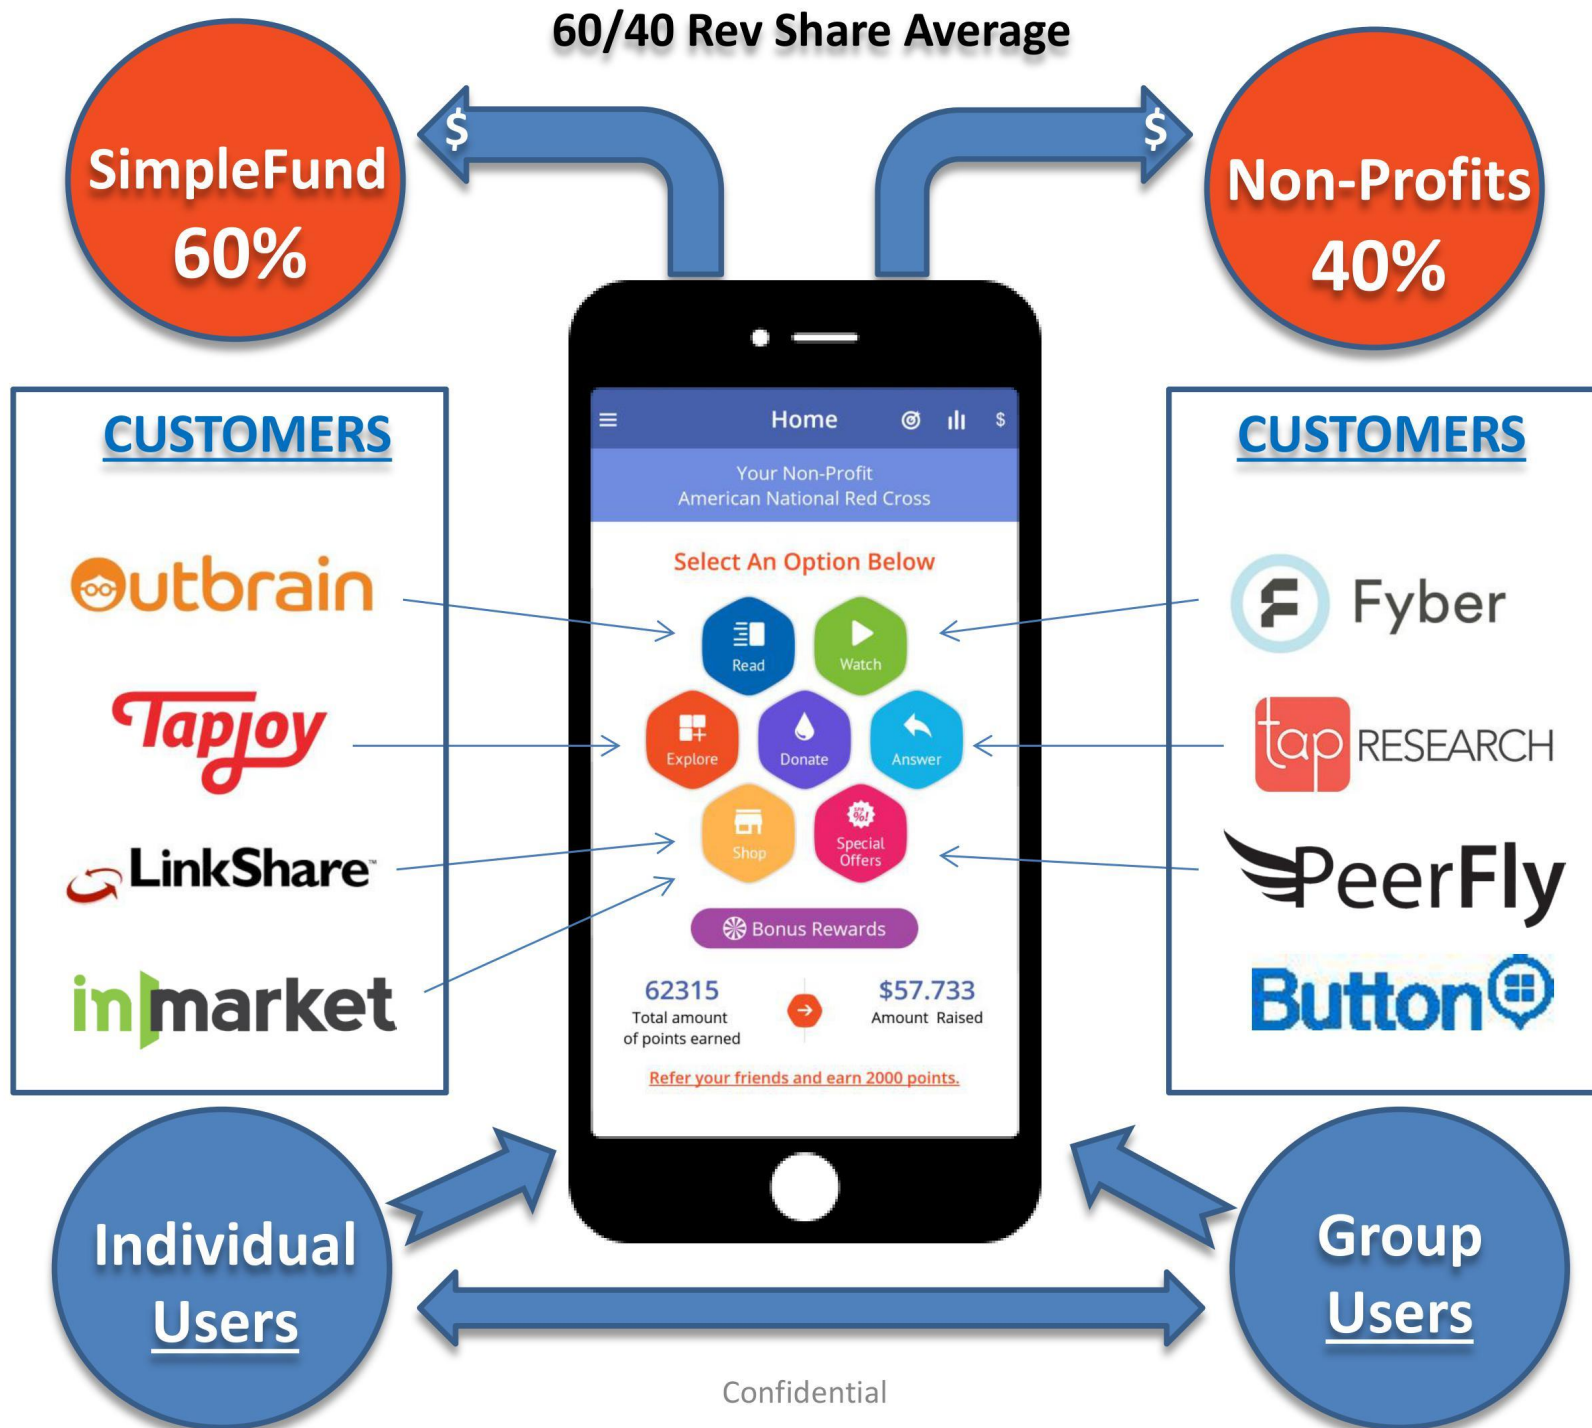 60/40 Rev Share Average
$
$
SimpleFund
60%
Non-Profits
40%
CUSTOMERS
Outbrain
Tapjoy
LinkShare™
inmarket
Home
$
Your Non-Profit
American National Red Cross
Select An Option Below
Read
Watch
Explore
Donate
Answer
Shop
%!
Special
Offers
Bonus Rewards
62315
Total amount
of points earned
$57.733
Amount Raised
Refer your friends and earn 2000 points.
CUSTOMERS
Fyber
tap RESEARCH
PeerFly
Button
Individual
Users
Group
Users
Confidential